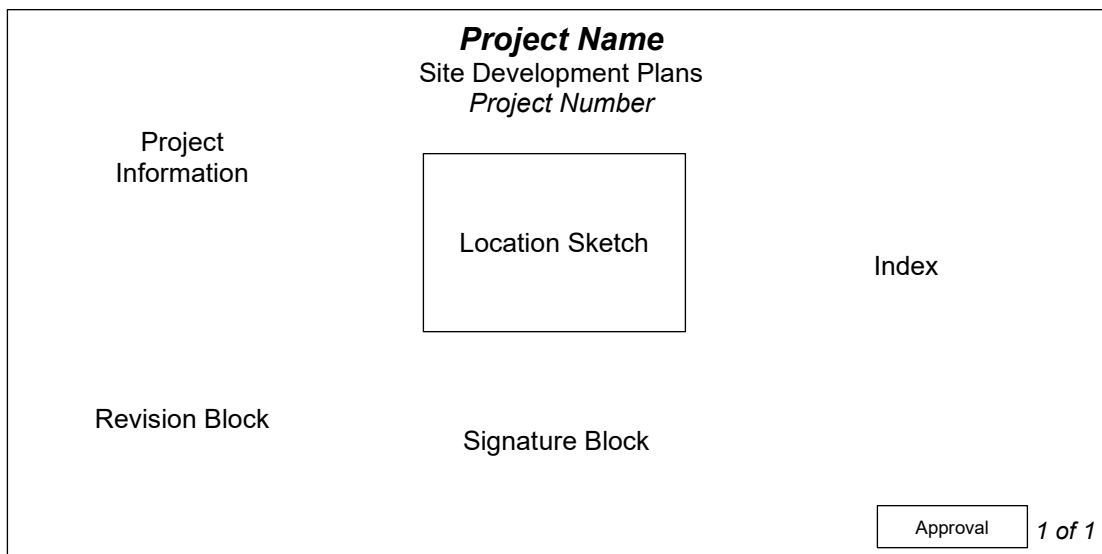 Project Name
Site Development Plans
Project Number
Project
Information
Location Sketch
Index
Revision Block
Signature Block
Approval
1 of 1